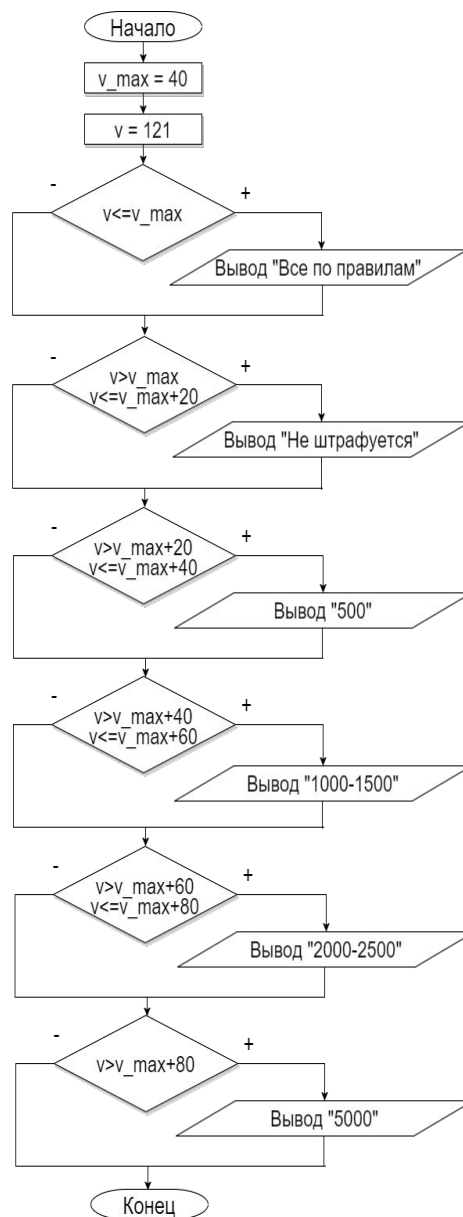 Начало
v_max = 40
v = 121
-
+
v<=v_max
Вывод "Все по правилам"
-
+
v>v_max
v<=v_max+20
Вывод "Не штрафуется"
-
+
v>v_max+20
v<=v_max+40
Вывод "500"
-
+
v>v_max+40
v<=v_max+60
Вывод "1000-1500"
-
+
v>v_max+60
v<=v_max+80
Вывод "2000-2500"
-
+
v>v_max+80
Вывод "5000"
Конец